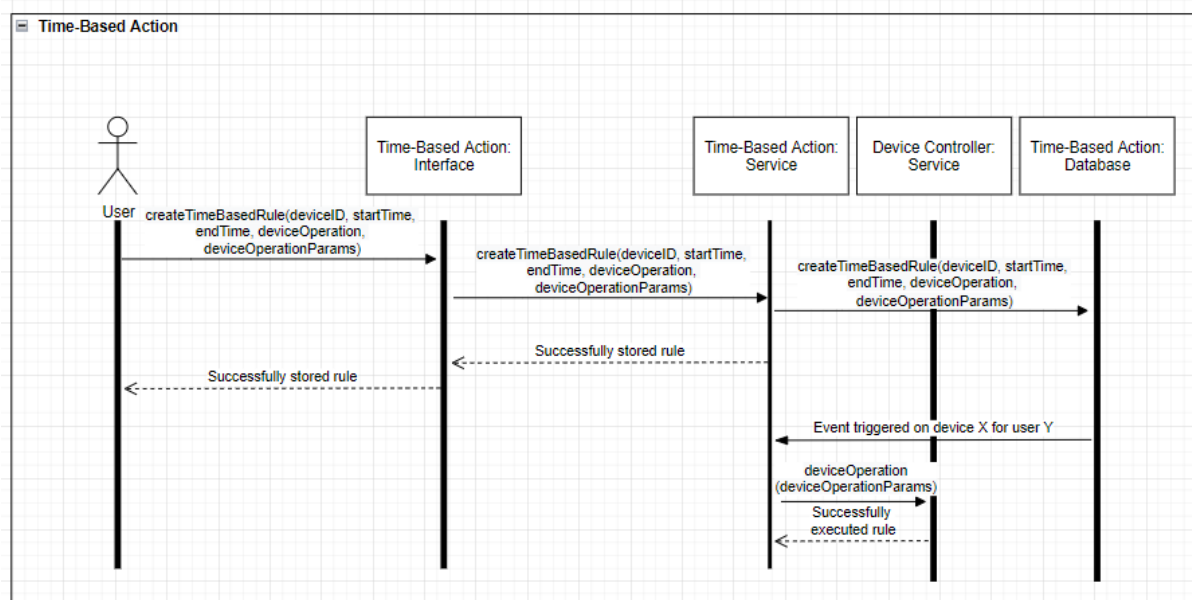 Time-Based Action
Time-Based Action:
Interface
Time-Based Action:
Service
Device Controller:
Service
Time-Based Action:
Database
User
createTimeBasedRule(deviceID, startTime,
endTime, deviceOperation,
deviceOperationParams)
createTimeBasedRule(deviceID, startTime,
endTime, deviceOperation,
deviceOperationParams)
createTimeBasedRule(deviceID, startTime,
endTime, deviceOperation,
deviceOperationParams)
Successfully stored rule
Successfully stored rule
Event triggered on device X for user Y
deviceOperation
(deviceOperationParams)
Successfully
executed rule